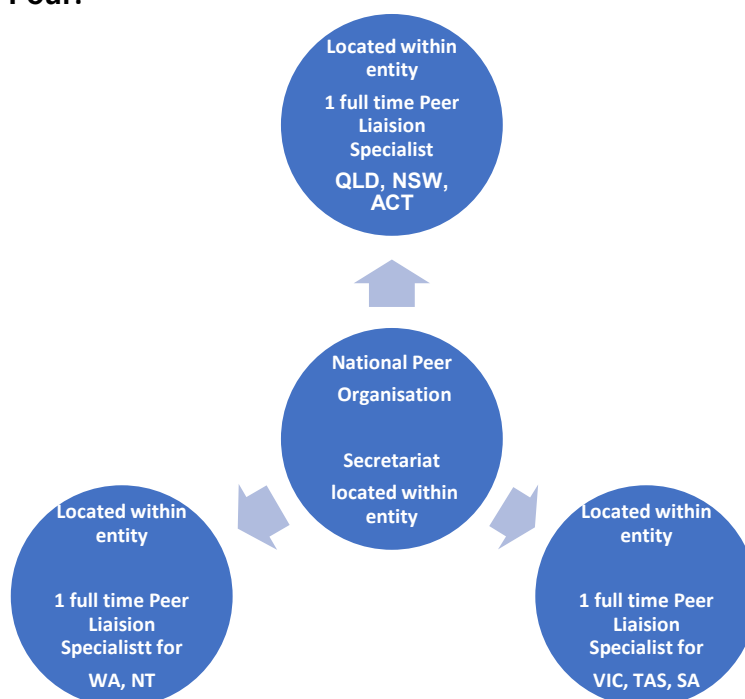 Located within
entity
1 full time Peer
Liaision
Specialist
QLD, NSW,
ACT
National Peer
Organisation
Secretariat
located within
entity
Located within
entity
1 full time Peer
Liaision
Specialistt for
WA, NT
Located within
entity
1 full time Peer
Liaision
Specialist for
VIC, TAS, SA